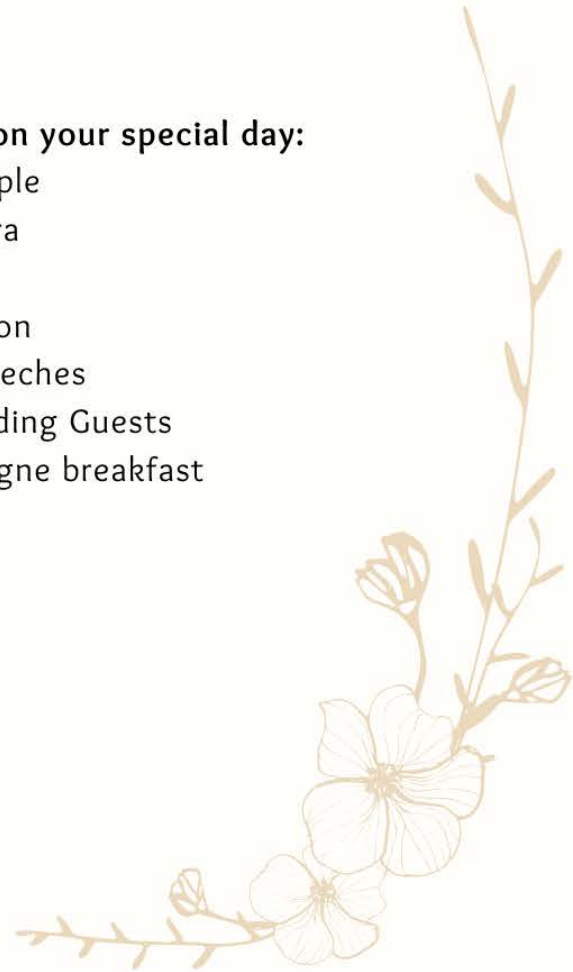 on your special day:
ple
ra
on
eches
ding Guests
gne breakfast